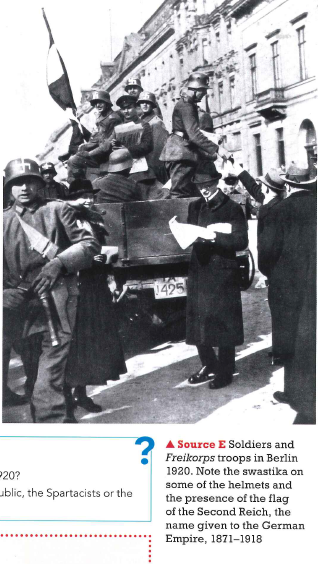 1425
?
920?
ublic, the Spartacists or the
▲ Source E Soldiers and
Freikorps troops in Berlin
1920. Note the swastika on
some of the helmets and
the presence of the flag
of the Second Reich, the
name given to the German
Empire, 1871–1918